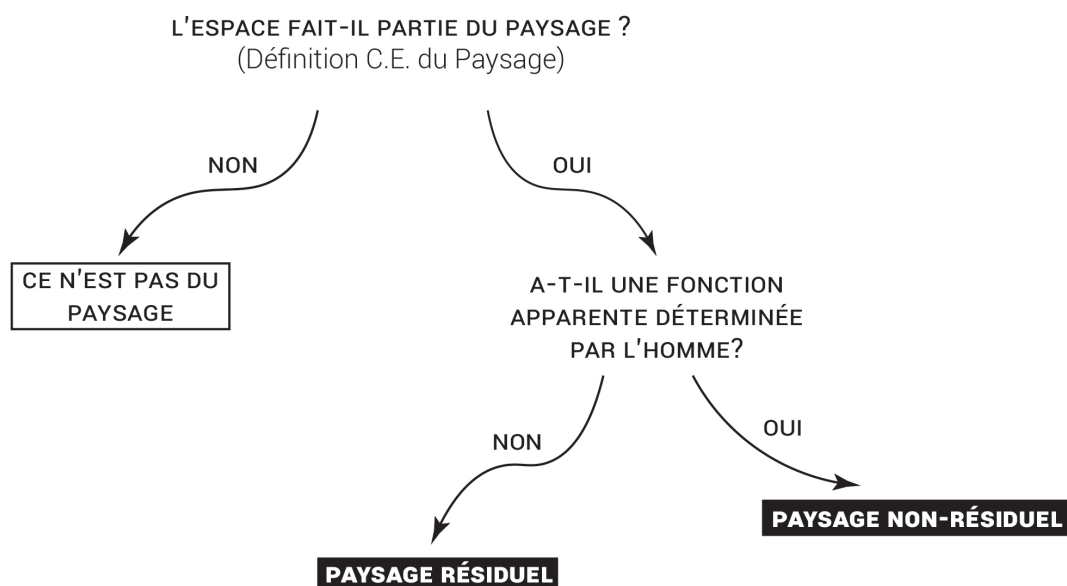 L'ESPACE FAIT-IL PARTIE DU PAYSAGE ?
(Définition C.E. du Paysage)
NON
OUI
CE N'EST PAS DU
PAYSAGE
A-T-IL UNE FONCTION
APPARENTE DÉTERMINÉE
PAR L'HOMME?
NON
OUI
PAYSAGE RÉSIDUEL
PAYSAGE NON-RÉSIDUEL